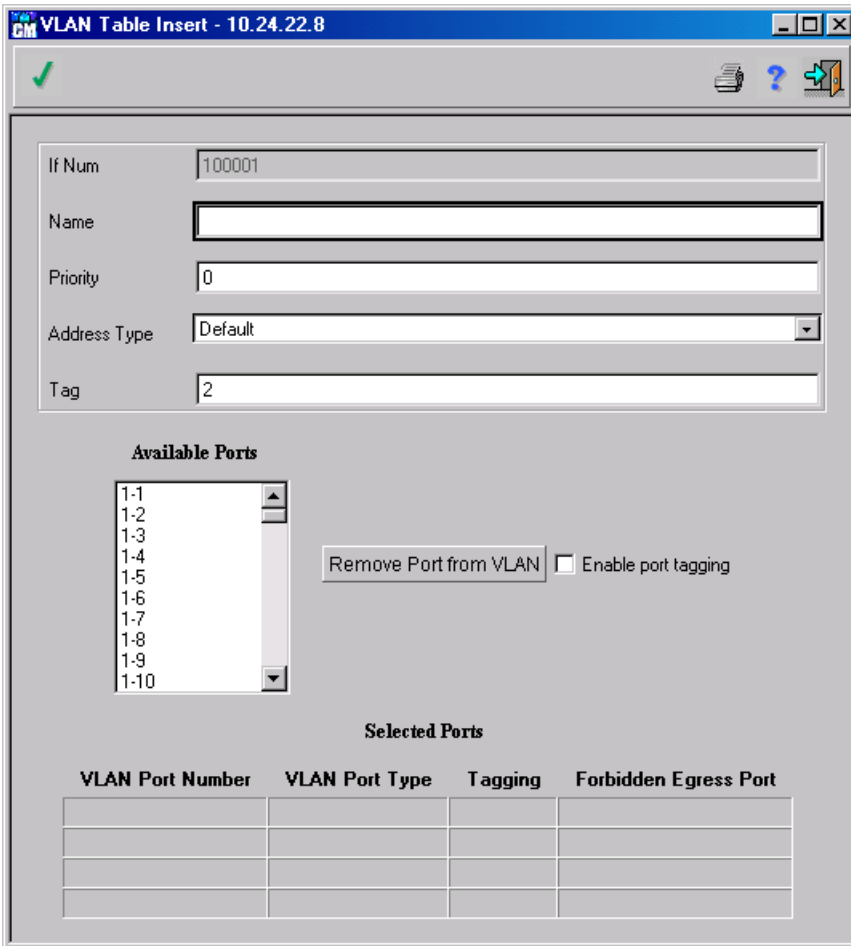 CM VLAN Table Insert - 10.24.22.8
?
If Num 100001
Name
Priority 0
Address Type Default
Tag 2
Available Ports
1-1
1-2
1-3
1-4
1-5
1-6
1-7
1-8
1-9
1-10
Remove Port from VLAN Enable port tagging
Selected Ports
VLAN Port Number VLAN Port Type Tagging Forbidden Egress Port